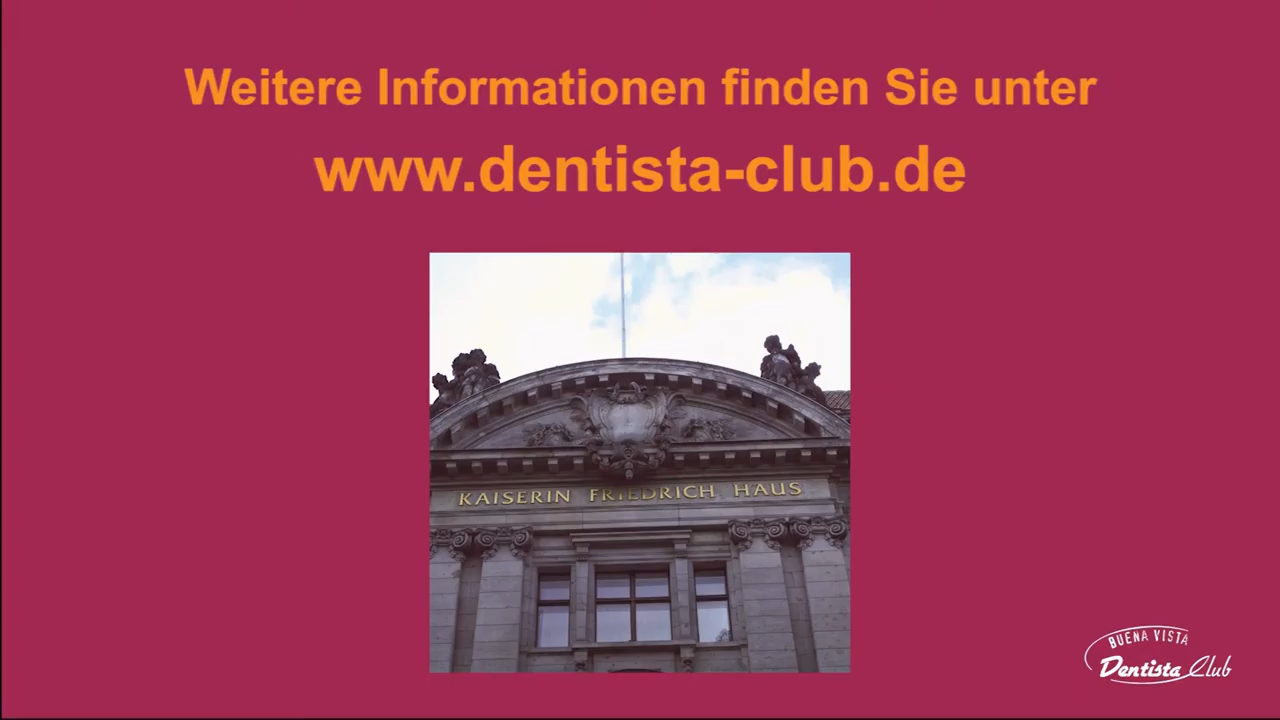 Weitere Informationen finden Sie unter
www.dentista-club.de
KAISERIN FRIEDRICH HAUS
BUENA VISTA
Dentista Club